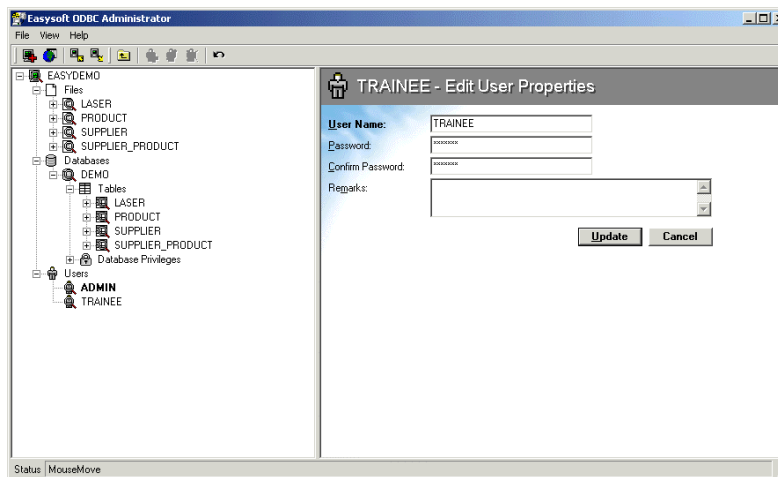 Easysoft ODBC Administrator
File View Help
EASYDEMO
Files
LASER
PRODUCT
SUPPLIER
SUPPLIER_PRODUCT
Databases
DEMO
Tables
LASER
PRODUCT
SUPPLIER
SUPPLIER_PRODUCT
Database Privileges
Users
ADMIN
TRAINEE
TRAINEE - Edit User Properties
User Name: TRAINEE
Password: xxxxxxx
Confirm Password: xxxxxxx
Remarks:
Update Cancel
Status MouseMove